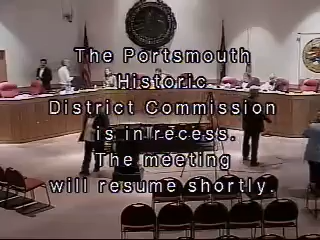 The Portsmouth
Historic
District Commission
is in recess.
The meeting
will resume shortly.